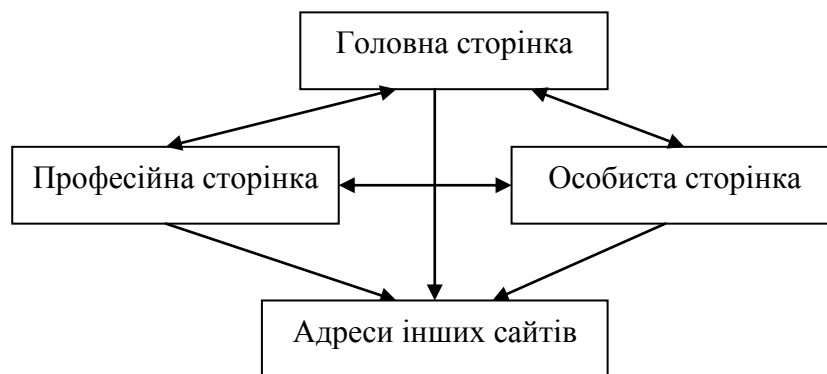 Головна сторінка
Професійна сторінка
Особиста сторінка
Адреси інших сайтів